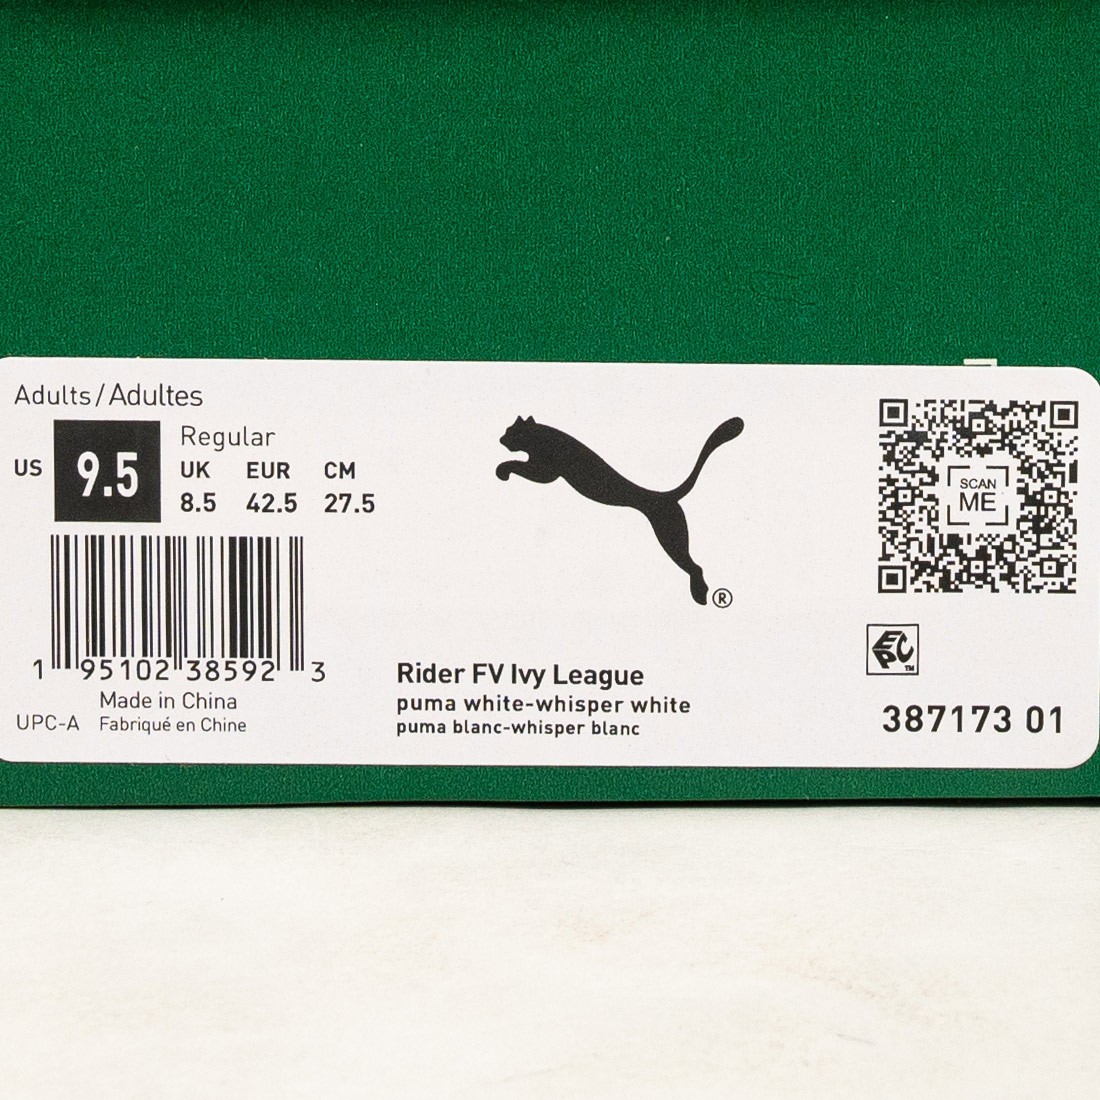 Adults/Adultes
Regular
US 9.5
UK EUR CM
8.5 42.5 27.5
SCAN
ME
®
1 95102 38592 3
Made in China
UPC-A Fabriqué en Chine
Rider FV Ivy League
puma white-whisper white
puma blanc-whisper blanc
EPC™
387173 01